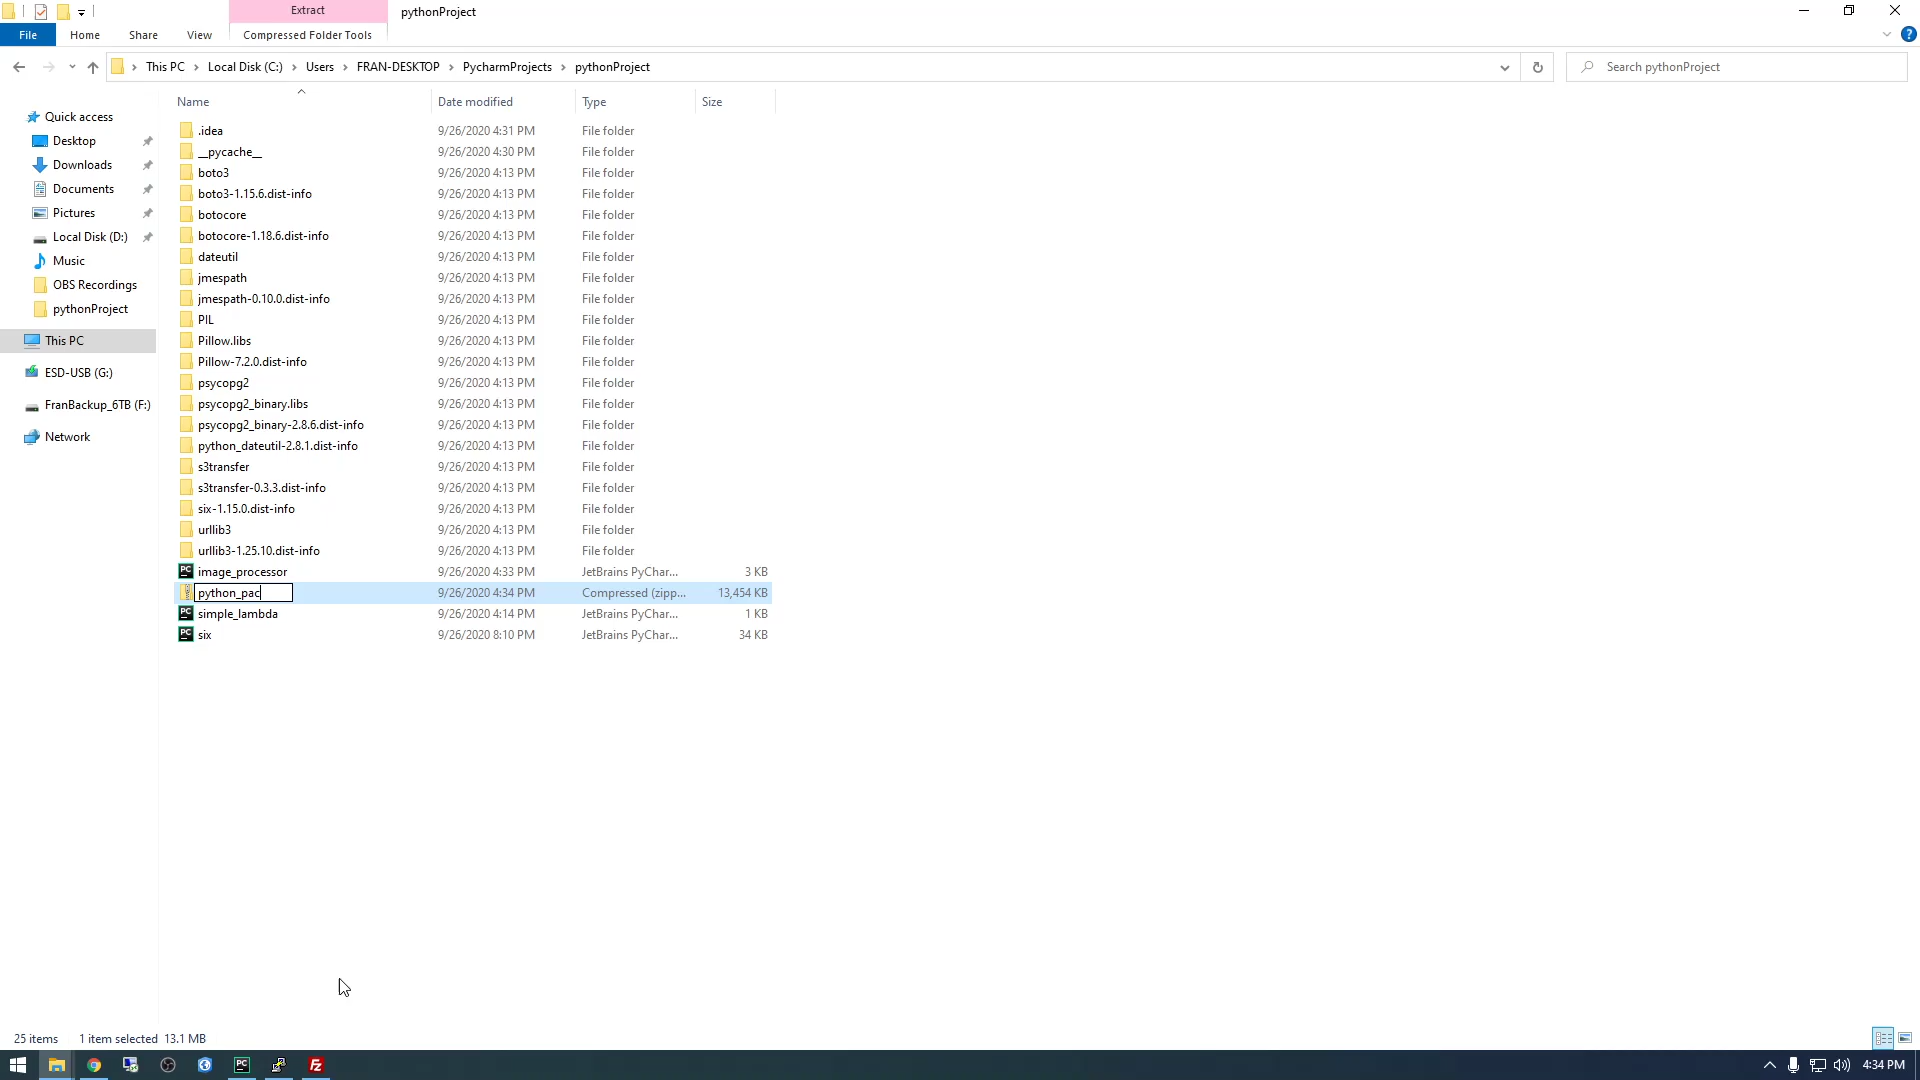 Extract
pythonProject
File
Home
Share
View
Compressed Folder Tools
This PC
Local Disk (C:)
Users
FRAN-DESKTOP
PycharmProjects
pythonProject
Search pythonProject
Name
Date modified
Type
Size
Quick access
Desktop
Downloads
Documents
Pictures
Local Disk (D:)
Music
OBS Recordings
pythonProject
This PC
ESD-USB (G:)
FranBackup_6TB (F:)
Network
.idea 9/26/2020 4:31 PM File folder
__pycache__ 9/26/2020 4:30 PM File folder
boto3 9/26/2020 4:13 PM File folder
boto3-1.15.6.dist-info 9/26/2020 4:13 PM File folder
botocore 9/26/2020 4:13 PM File folder
botocore-1.18.6.dist-info 9/26/2020 4:13 PM File folder
dateutil 9/26/2020 4:13 PM File folder
jmespath 9/26/2020 4:13 PM File folder
jmespath-0.10.0.dist-info 9/26/2020 4:13 PM File folder
PIL 9/26/2020 4:13 PM File folder
Pillow.libs 9/26/2020 4:13 PM File folder
Pillow-7.2.0.dist-info 9/26/2020 4:13 PM File folder
psycopg2 9/26/2020 4:13 PM File folder
psycopg2_binary.libs 9/26/2020 4:13 PM File folder
psycopg2_binary-2.8.6.dist-info 9/26/2020 4:13 PM File folder
python_dateutil-2.8.1.dist-info 9/26/2020 4:13 PM File folder
s3transfer 9/26/2020 4:13 PM File folder
s3transfer-0.3.3.dist-info 9/26/2020 4:13 PM File folder
six-1.15.0.dist-info 9/26/2020 4:13 PM File folder
urllib3 9/26/2020 4:13 PM File folder
urllib3-1.25.10.dist-info 9/26/2020 4:13 PM File folder
image_processor 9/26/2020 4:33 PM JetBrains PyChar... 3 KB
python_pac 9/26/2020 4:34 PM Compressed (zipp... 13,454 KB
simple_lambda 9/26/2020 4:14 PM JetBrains PyChar... 1 KB
six 9/26/2020 8:10 PM JetBrains PyChar... 34 KB
25 items 1 item selected 13.1 MB
4:34 PM